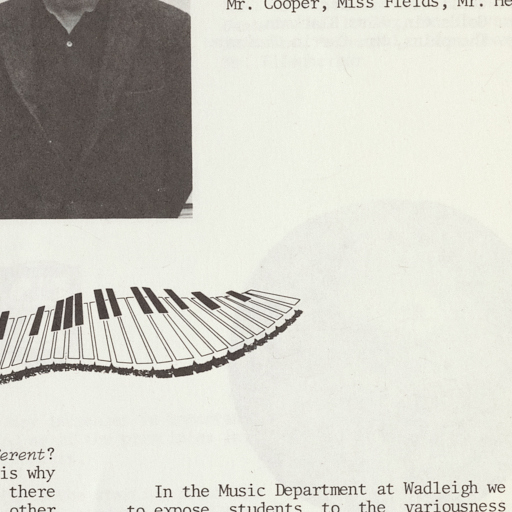 Mr. Cooper, Miss Fields, Mr. He
erent?
is why
there
other
In the Music Department at Wadleigh we
to expose students to the variousness